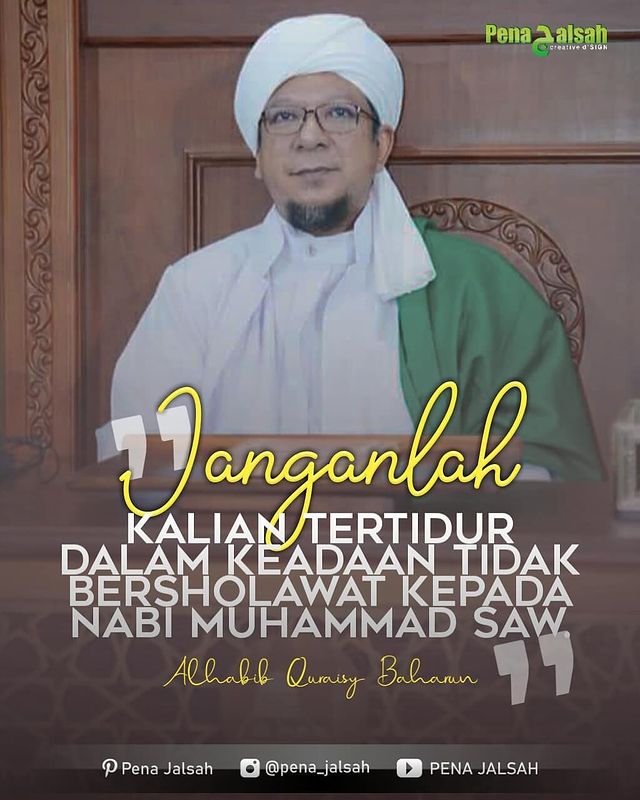 Pena Jalsah
creative d'SIGN
"Janganlah
KALIAN TERTIDUR
DALAM KEADAAN TIDAK
BERSHOLAWAT KEPADA
NABI MUHAMMAD SAW.
Alhabib Quraisy Baharun"
Pena Jalsah @pena_jalsah PENA JALSAH